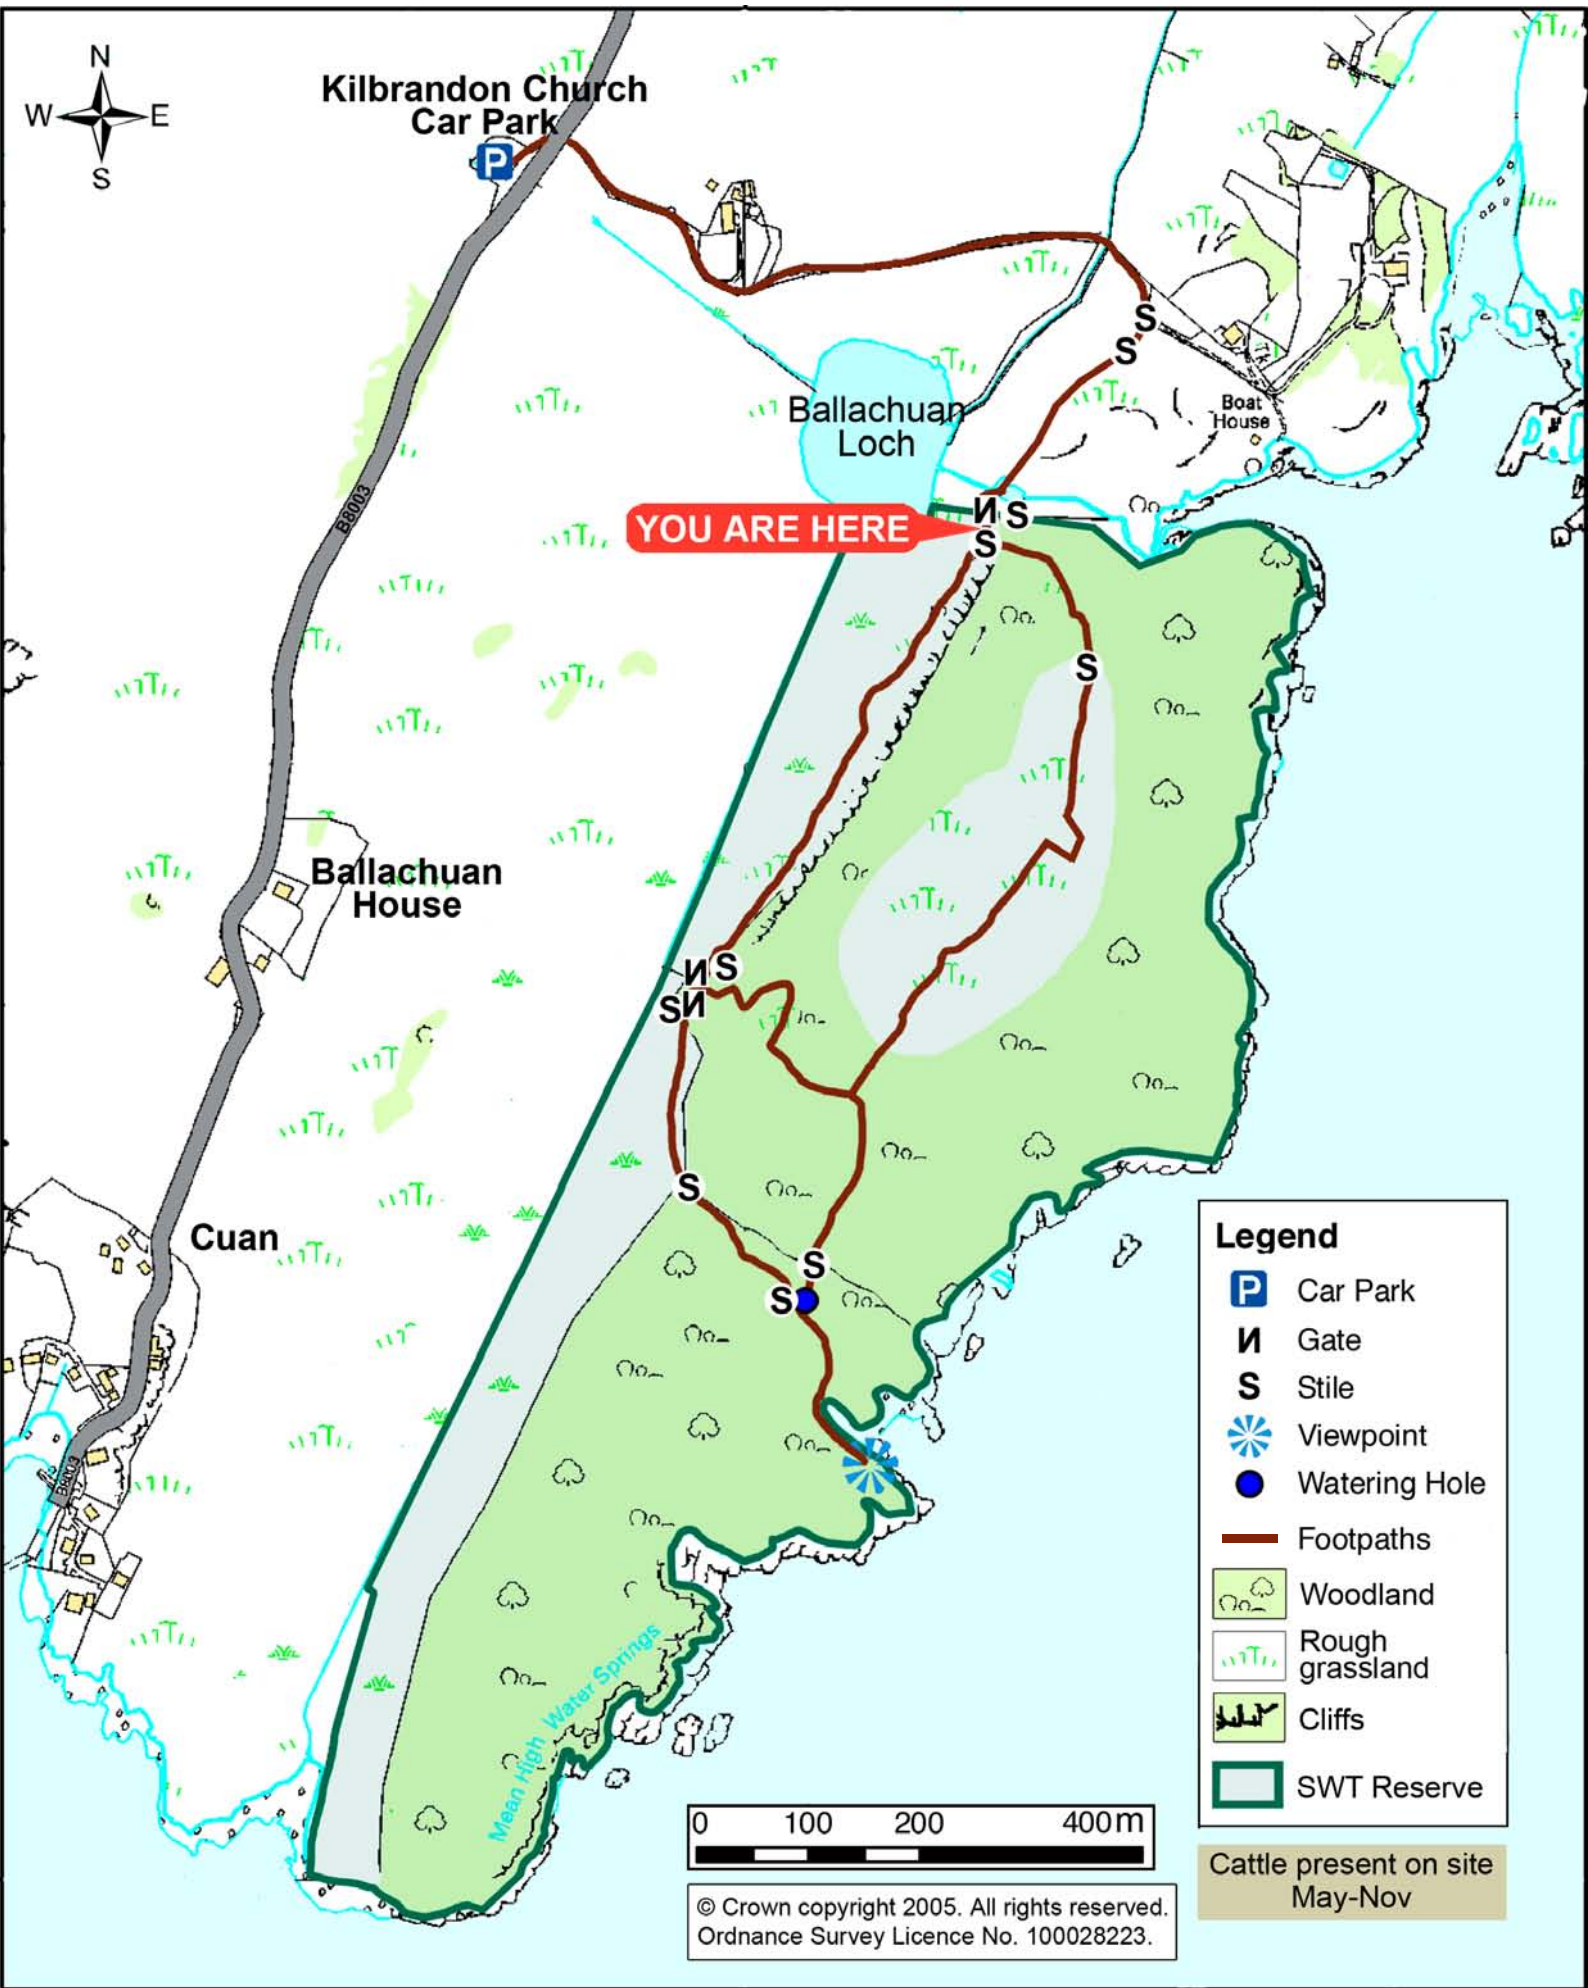 N
W E
S
Kilbrandon Church
Car Park
P
S
S
Ballachuan
Loch
Boat
House
B8003
YOU ARE HERE
И S
S
S
Ballachuan
House
И S
SИ
S
Cuan
S
S
B8003
Mean High Water Springs
Legend
P Car Park
И Gate
S Stile
Viewpoint
Watering Hole
Footpaths
Woodland
Rough
grassland
Cliffs
SWT Reserve
0 100 200 400m
Cattle present on site
May-Nov
© Crown copyright 2005. All rights reserved.
Ordnance Survey Licence No. 100028223.